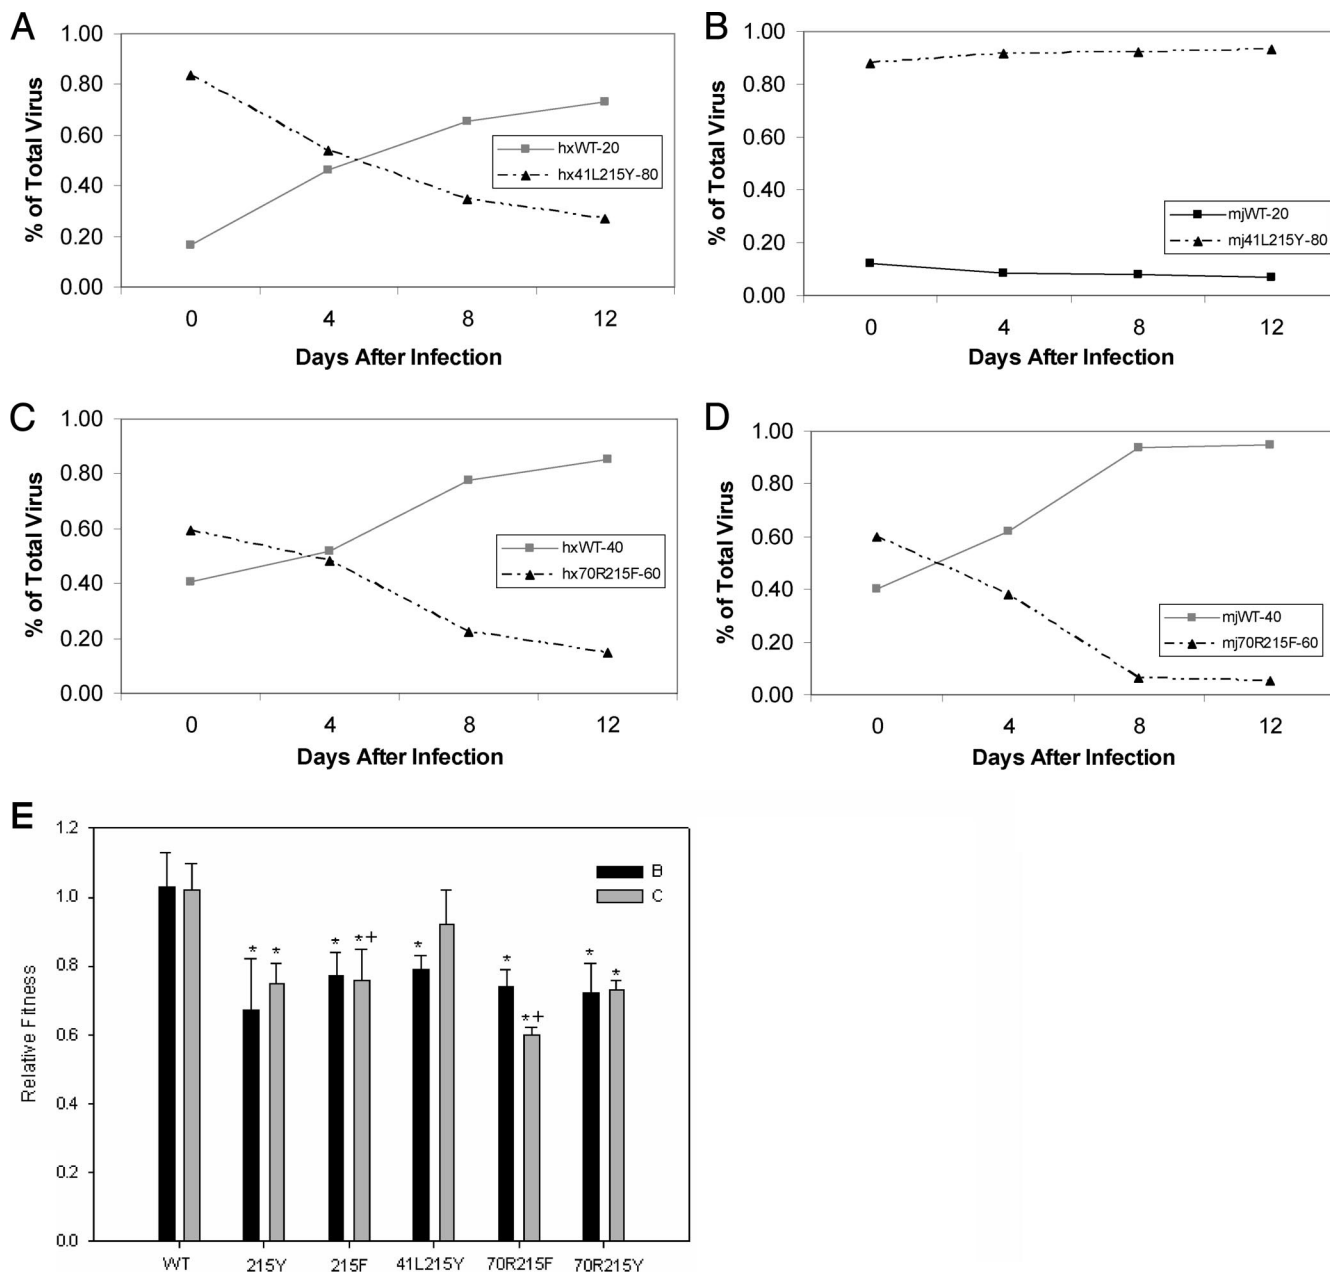 A
1.00
0.80
0.60
0.40
0.20
0.00
% of Total Virus
0 4 8 12
Days After Infection
hxWT-20
hx41L215Y-80
B
1.00
0.80
0.60
0.40
0.20
0.00
% of Total Virus
0 4 8 12
Days After Infection
mjWT-20
mj41L215Y-80
C
1.00
0.80
0.60
0.40
0.20
0.00
% of Total Virus
0 4 8 12
Days After Infection
hxWT-40
hx70R215F-60
D
1.00
0.80
0.60
0.40
0.20
0.00
% of Total Virus
0 4 8 12
Days After Infection
mjWT-40
mj70R215F-60
E
1.2
1.0
0.8
0.6
0.4
0.2
0.0
Relative Fitness
B
C
* * * *+ * * *+ * *
WT 215Y 215F 41L215Y 70R215F 70R215Y